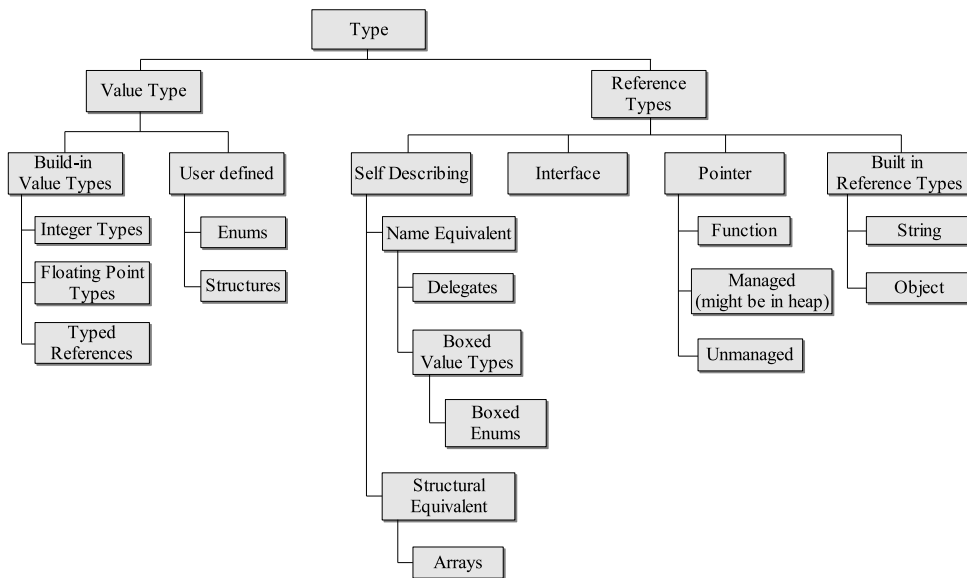 Type
Value Type
Reference
Types
Build-in
Value Types
User defined
Self Describing
Interface
Pointer
Built in
Reference Types
Integer Types
Floating Point
Types
Typed
References
Enums
Structures
Name Equivalent
Delegates
Boxed
Value Types
Boxed
Enums
Structural
Equivalent
Arrays
Function
Managed
(might be in heap)
Unmanaged
String
Object